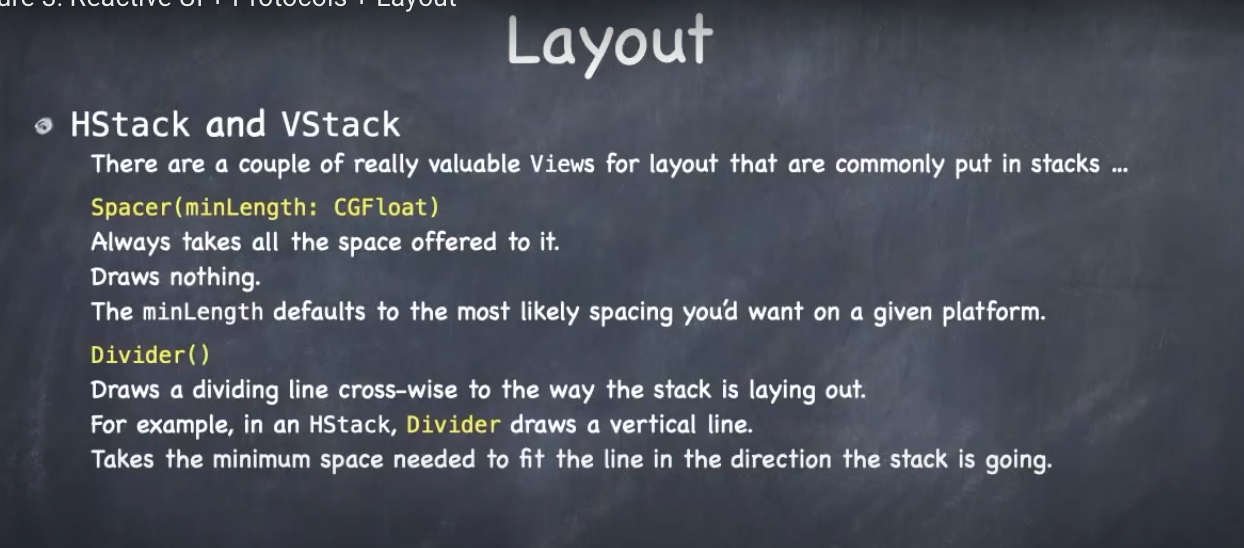 Reactive UI + Protocols + Layout
Layout
HStack and VStack
There are a couple of really valuable Views for layout that are commonly put in stacks ...
Spacer(minLength: CGFloat)
Always takes all the space offered to it.
Draws nothing.
The minLength defaults to the most likely spacing you'd want on a given platform.
Divider()
Draws a dividing line cross-wise to the way the stack is laying out.
For example, in an HStack, Divider draws a vertical line.
Takes the minimum space needed to fit the line in the direction the stack is going.